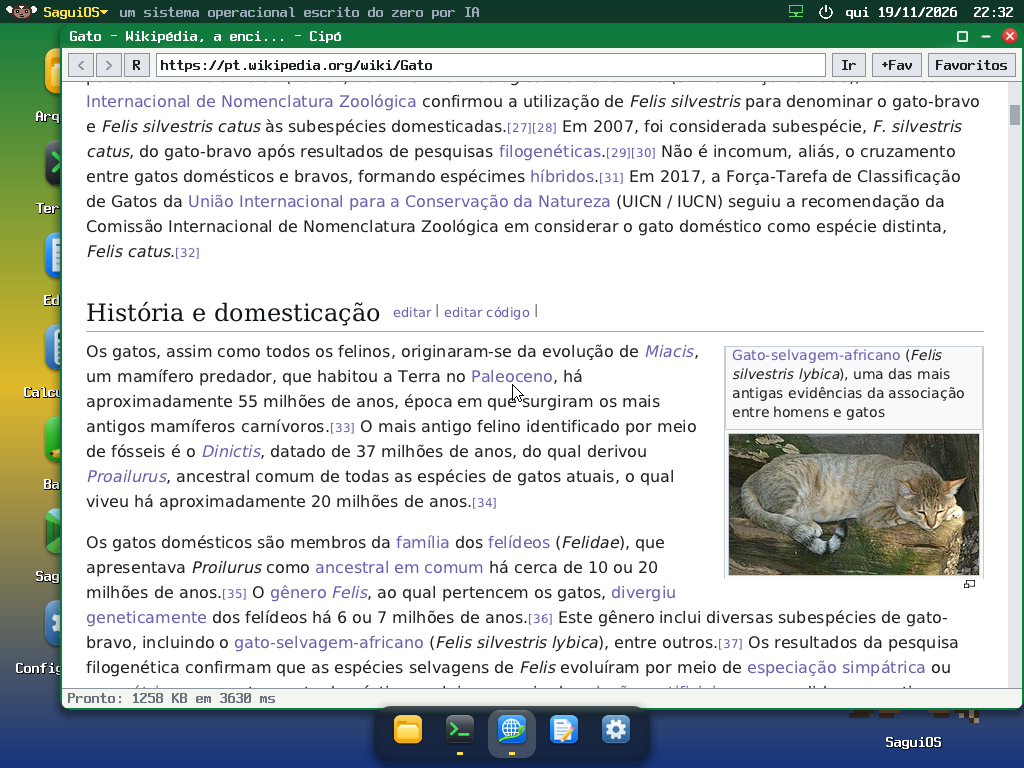 SaguiOS▾ um sistema operacional escrito do zero por IA
qui 19/11/2026 22:32
Gato - Wikipédia, a enci... - Cipó
< > R https://pt.wikipedia.org/wiki/Gato Ir +Fav Favoritos
Internacional de Nomenclatura Zoológica confirmou a utilização de Felis silvestris para denominar o gato-bravo
e Felis silvestris catus às subespécies domesticadas.[27][28] Em 2007, foi considerada subespécie, F. silvestris
catus, do gato-bravo após resultados de pesquisas filogenéticas.[29][30] Não é incomum, aliás, o cruzamento
entre gatos domésticos e bravos, formando espécimes híbridos.[31] Em 2017, a Força-Tarefa de Classificação
de Gatos da União Internacional para a Conservação da Natureza (UICN / IUCN) seguiu a recomendação da
Comissão Internacional de Nomenclatura Zoológica em considerar o gato doméstico como espécie distinta,
Felis catus.[32]
História e domesticação editar | editar código |
Os gatos, assim como todos os felinos, originaram-se da evolução de Miacis,
um mamífero predador, que habitou a Terra no Paleoceno, há
aproximadamente 55 milhões de anos, época em que surgiram os mais
antigos mamíferos carnívoros.[33] O mais antigo felino identificado por meio
de fósseis é o Dinictis, datado de 37 milhões de anos, do qual derivou
Proailurus, ancestral comum de todas as espécies de gatos atuais, o qual
viveu há aproximadamente 20 milhões de anos.[34]
Gato-selvagem-africano (Felis
silvestris lybica), uma das mais
antigas evidências da associação
entre homens e gatos
Os gatos domésticos são membros da família dos felídeos (Felidae), que
apresentava Proilurus como ancestral em comum há cerca de 10 ou 20
milhões de anos.[35] O gênero Felis, ao qual pertencem os gatos, divergiu
geneticamente dos felídeos há 6 ou 7 milhões de anos.[36] Este gênero inclui diversas subespécies de gato-
bravo, incluindo o gato-selvagem-africano (Felis silvestris lybica), entre outros.[37] Os resultados da pesquisa
filogenética confirmam que as espécies selvagens de Felis evoluíram por meio de especiação simpátrica ou
Pronto: 1258 KB em 3630 ms
Arq
Ter
Ed
Calcu
Ba
Sag
Config
SaguiOS